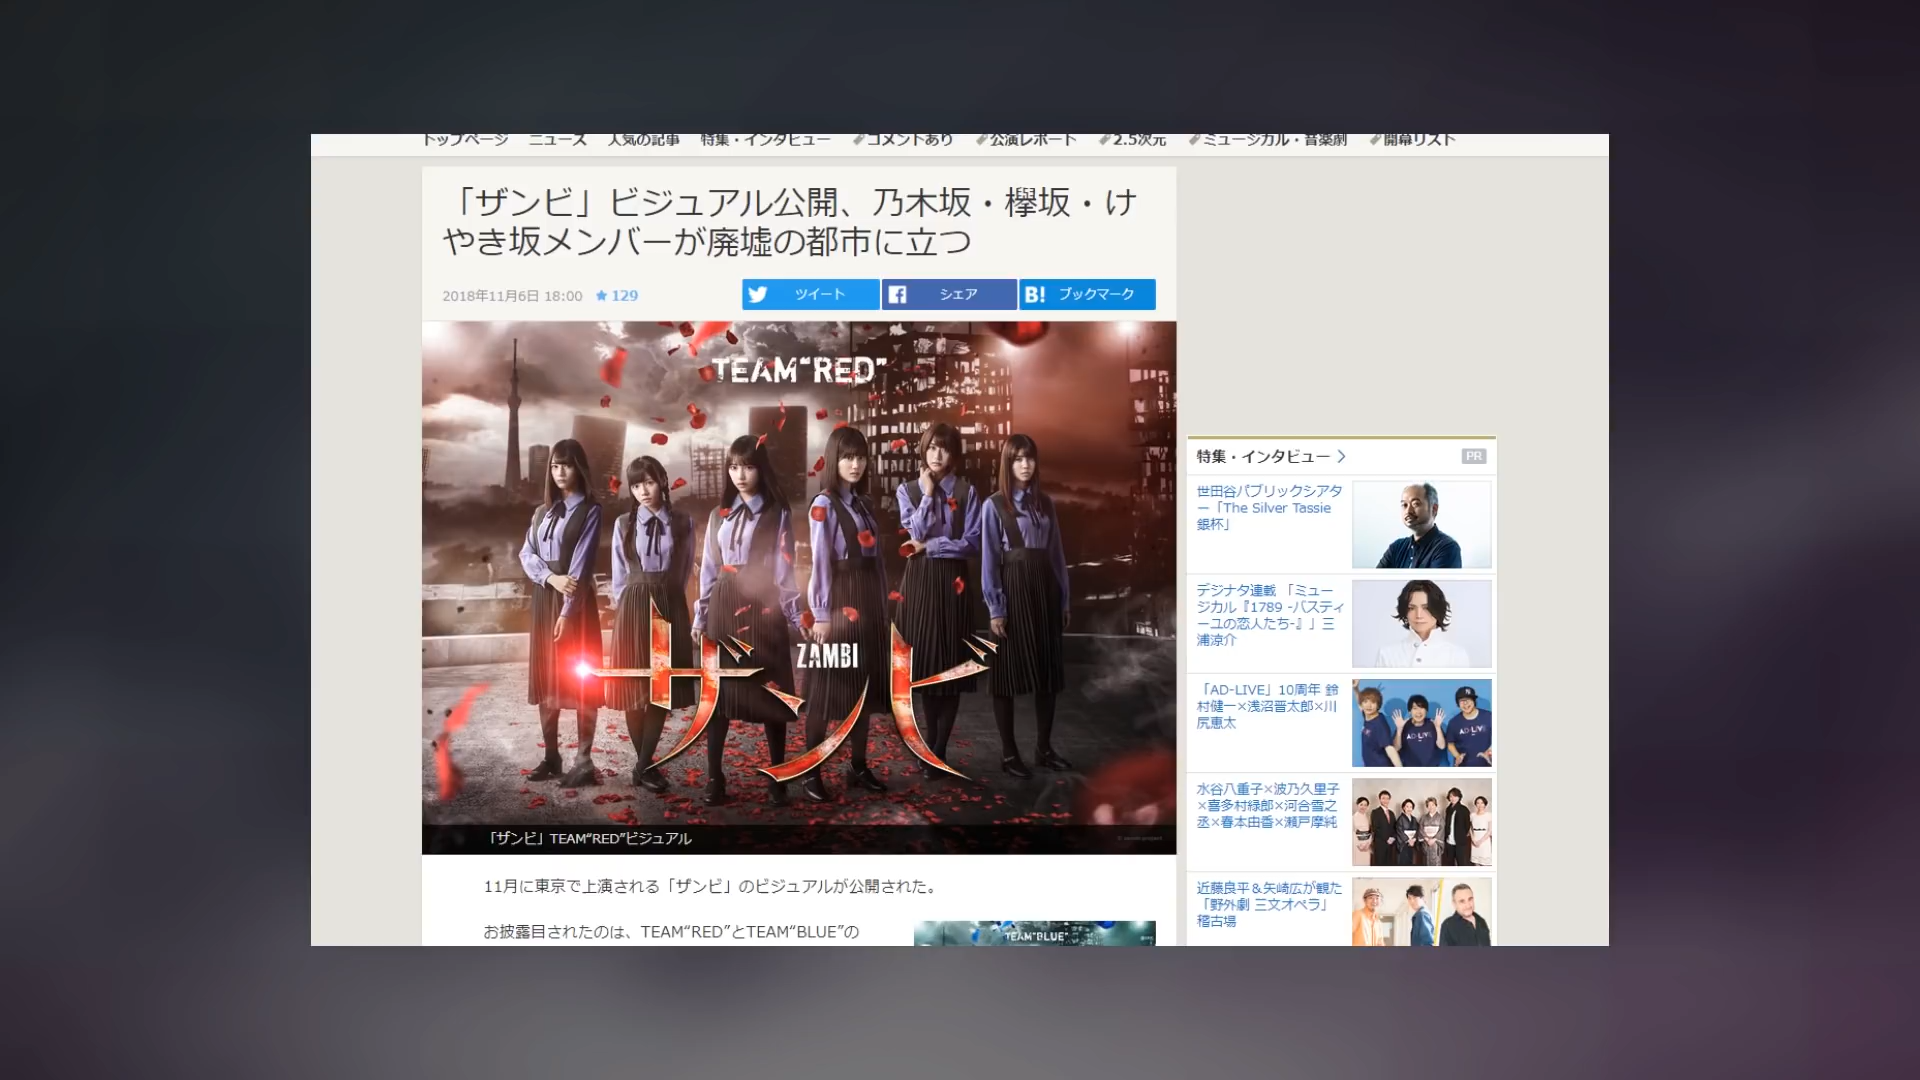 トップページ ニュース 人気の記事 特集・インタビュー コメントあり 公演レポート 2.5次元 ミュージカル・音楽劇 開幕リスト
「ザンビ」ビジュアル公開、乃木坂・欅坂・け
やき坂メンバーが廃墟の都市に立つ
2018年11月6日 18:00 ★ 129
ツイート シェア B! ブックマーク
TEAM“RED”
ZAMBI
ザンビ
「ザンビ」TEAM“RED”ビジュアル
11月に東京で上演される「ザンビ」のビジュアルが公開された。
お披露目されたのは、TEAM“RED”とTEAM“BLUE”の
TEAM“BLUE”
特集・インタビュー PR
世田谷パブリックシアタ
ー「The Silver Tassie
銀杯」
デジナタ連載 「ミュー
ジカル『1789 -バスティ
ーユの恋人たち-』」三
浦涼介
「AD-LIVE」10周年 鈴
村健一×浅沼晋太郎×川
尻恵太
AD-LIVE
AD-LIVE
水谷八重子×波乃久里子
×喜多村緑郎×河合雪之
丞×春本由香×瀬戸摩純
近藤良平＆矢崎広が観た
「野外劇 三文オペラ」
稽古場